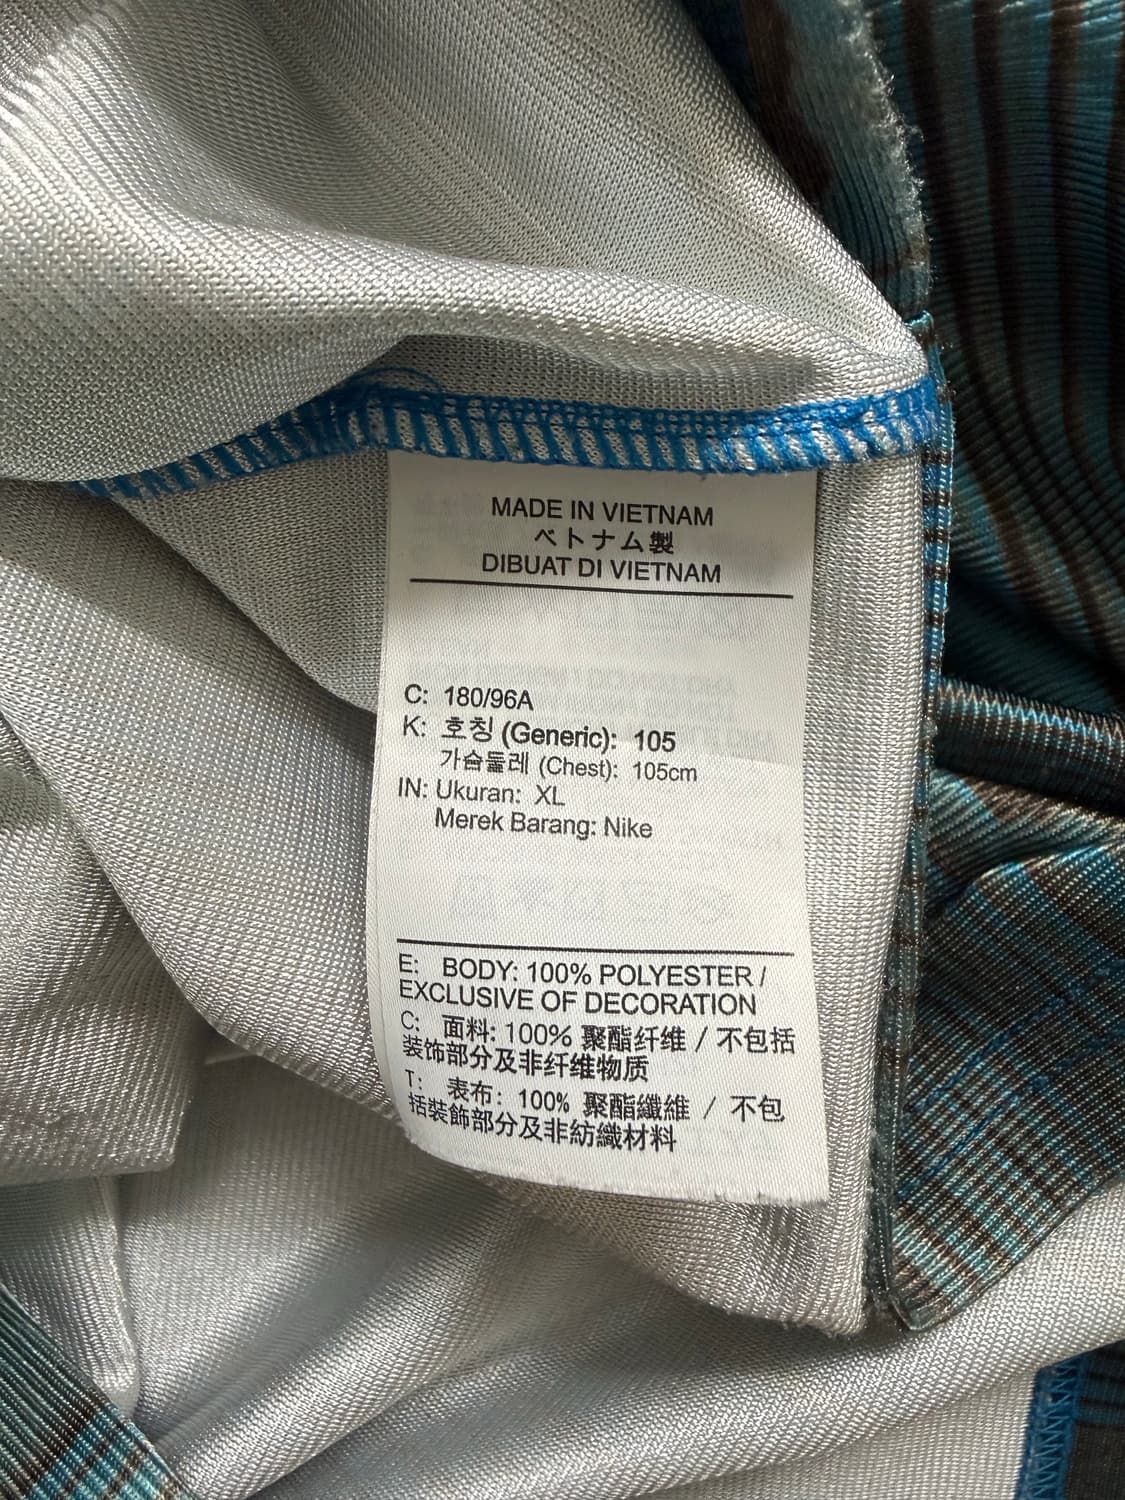 MADE IN VIETNAM
ベトナム製
DIBUAT DI VIETNAM
C: 180/96A
K: 호칭 (Generic): 105
가슴둘레 (Chest): 105cm
IN: Ukuran: XL
Merek Barang: Nike
E: BODY: 100% POLYESTER /
EXCLUSIVE OF DECORATION
C: 面料: 100% 聚酯纤维 / 不包括
装饰部分及非纤维物质
T: 表布: 100% 聚酯纖維 / 不包
括裝飾部分及非紡織材料